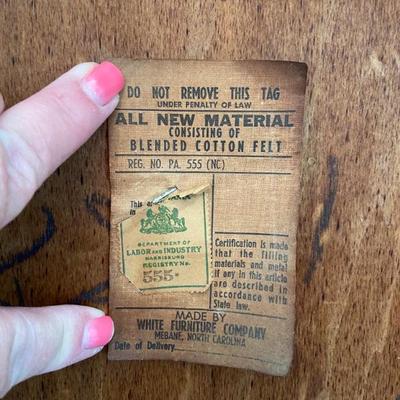 DO NOT REMOVE THIS TAG
UNDER PENALTY OF LAW
ALL NEW MATERIAL
CONSISTING OF
BLENDED COTTON FELT
REG. NO. PA. 555 (NC)
This
in
DEPARTMENT OF
LABOR AND INDUSTRY
HARRISBURG
REGISTRY No.
555
Certification is made
that the filling
materials and metal
if any in this article
are described in
accordance with
State law.
MADE BY
WHITE FURNITURE COMPANY
MEBANE, NORTH CAROLINA
Date of Delivery